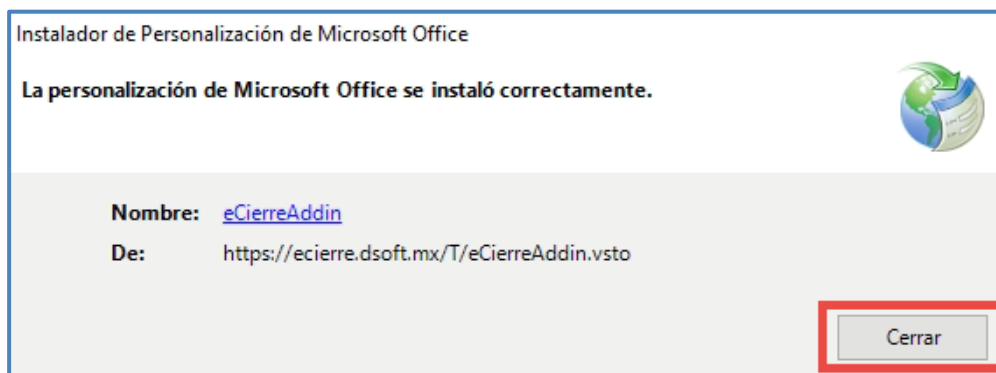 Instalador de Personalización de Microsoft Office
La personalización de Microsoft Office se instaló correctamente.
Nombre: eCierreAddin
De: https://ecierre.dsoft.mx/T/eCierreAddin.vsto
Cerrar